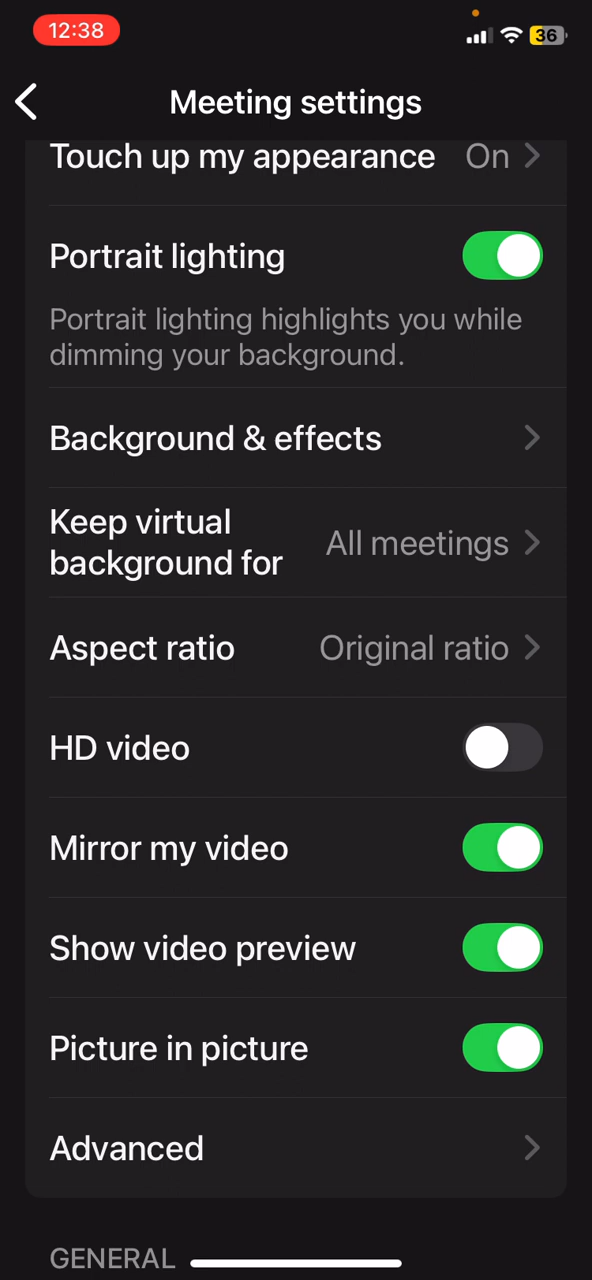 12:38
36
Meeting settings
Touch up my appearance On
Portrait lighting
Portrait lighting highlights you while
dimming your background.
Background & effects
Keep virtual
background for
All meetings
Aspect ratio Original ratio
HD video
Mirror my video
Show video preview
Picture in picture
Advanced
GENERAL